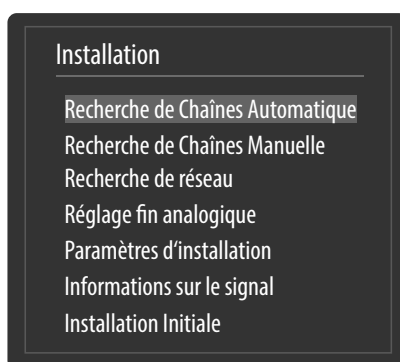 Installation
Recherche de Chaînes Automatique
Recherche de Chaînes Manuelle
Recherche de réseau
Réglage fin analogique
Paramètres d‘installation
Informations sur le signal
Installation Initiale